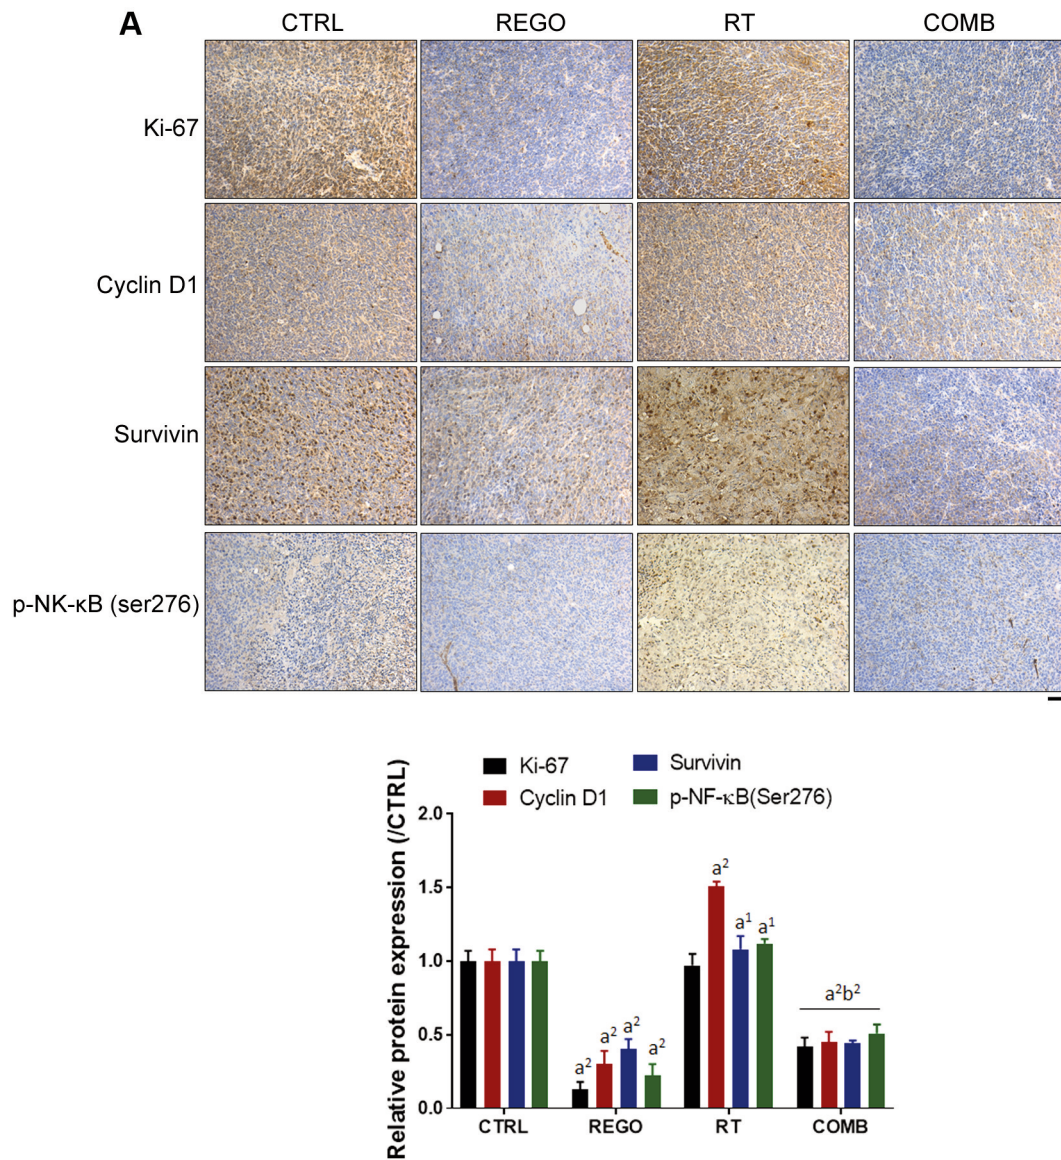 A
CTRL REGO RT COMB
Ki-67
Cyclin D1
Survivin
p-NK-κB (ser276)
Ki-67 Survivin
Cyclin D1 p-NF-κB(Ser276)
Relative protein expression (/CTRL)
2.0
1.5
1.0
0.5
0.0
a² a² a² a²
a² a¹ a¹
a²b²
CTRL REGO RT COMB